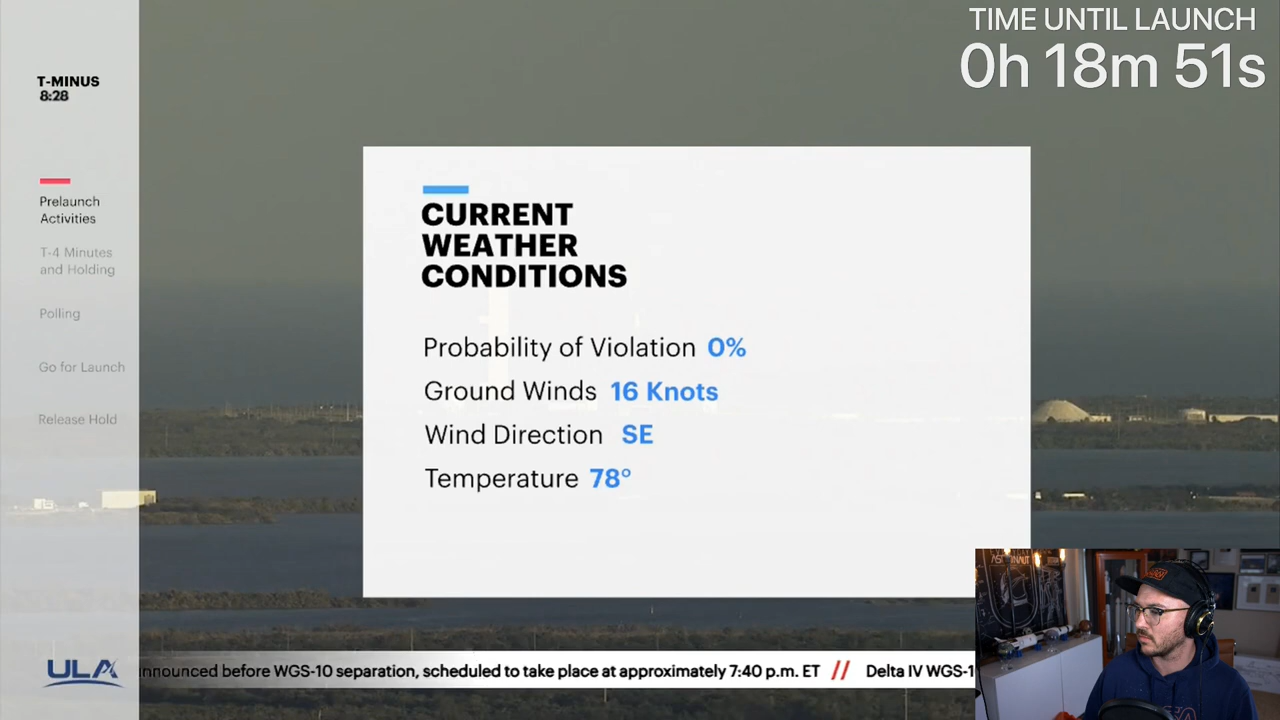 TIME UNTIL LAUNCH
0h 18m 51s
T-MINUS
8:28
Prelaunch
Activities
T-4 Minutes
and Holding
Polling
Go for Launch
Release Hold
CURRENT
WEATHER
CONDITIONS
Probability of Violation 0%
Ground Winds 16 Knots
Wind Direction SE
Temperature 78°
ULA
announced before WGS-10 separation, scheduled to take place at approximately 7:40 p.m. ET // Delta IV WGS-1